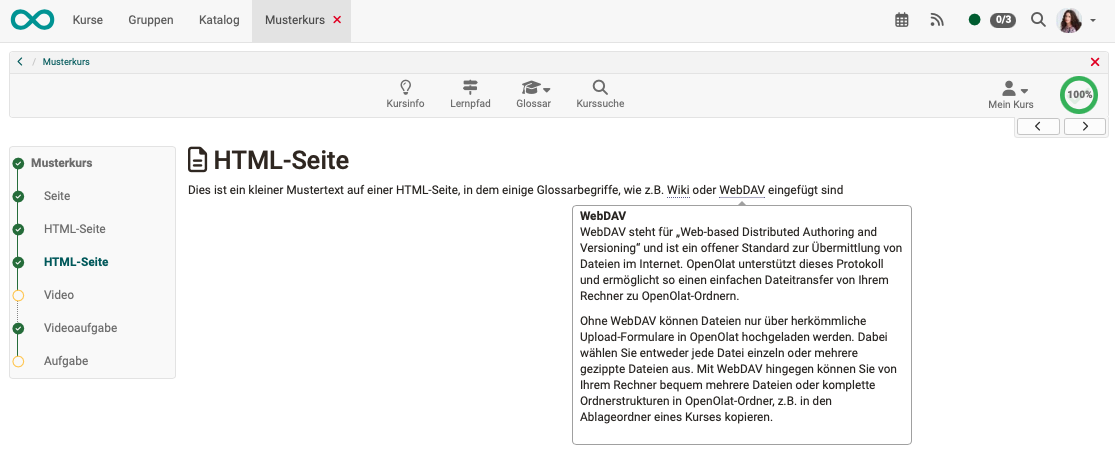 Kurse Gruppen Katalog Musterkurs × 0/3
/ Musterkurs
Kursinfo Lernpfad Glossar Kurssuche Mein Kurs 100%
Musterkurs
Seite
HTML-Seite
HTML-Seite
Video
Videoaufgabe
Aufgabe
HTML-Seite
Dies ist ein kleiner Mustertext auf einer HTML-Seite, in dem einige Glossarbegriffe, wie z.B. Wiki oder WebDAV eingefügt sind
WebDAV
WebDAV steht für „Web-based Distributed Authoring and
Versioning“ und ist ein offener Standard zur Übermittlung von
Dateien im Internet. OpenOlat unterstützt dieses Protokoll
und ermöglicht so einen einfachen Dateitransfer von Ihrem
Rechner zu OpenOlat-Ordnern.
Ohne WebDAV können Dateien nur über herkömmliche
Upload-Formulare in OpenOlat hochgeladen werden. Dabei
wählen Sie entweder jede Datei einzeln oder mehrere
gezippte Dateien aus. Mit WebDAV hingegen können Sie von
Ihrem Rechner bequem mehrere Dateien oder komplette
Ordnerstrukturen in OpenOlat-Ordner, z.B. in den
Ablageordner eines Kurses kopieren.